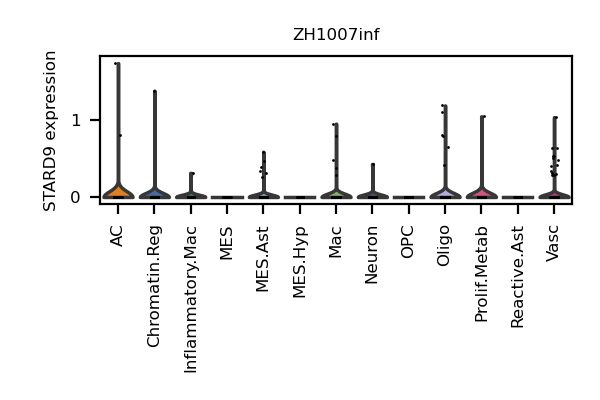 ZH1007inf
STARD9 expression
1
0
AC
Chromatin.Reg
Inflammatory.Mac
MES
MES.Ast
MES.Hyp
Mac
Neuron
OPC
Oligo
Prolif.Metab
Reactive.Ast
Vasc